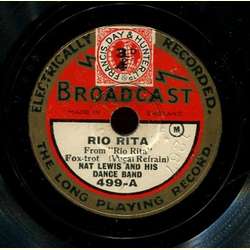 ELECTRICALLY RECORDED.
FRANCIS, DAY & HUNTER LTD
BROADCAST
MADE IN ENGLAND
RIO RITA
M
From "Rio Rita"
Fox-trot (Vocal Refrain)
NAT LEWIS AND HIS
DANCE BAND
499-A
THE LONG PLAYING RECORD.